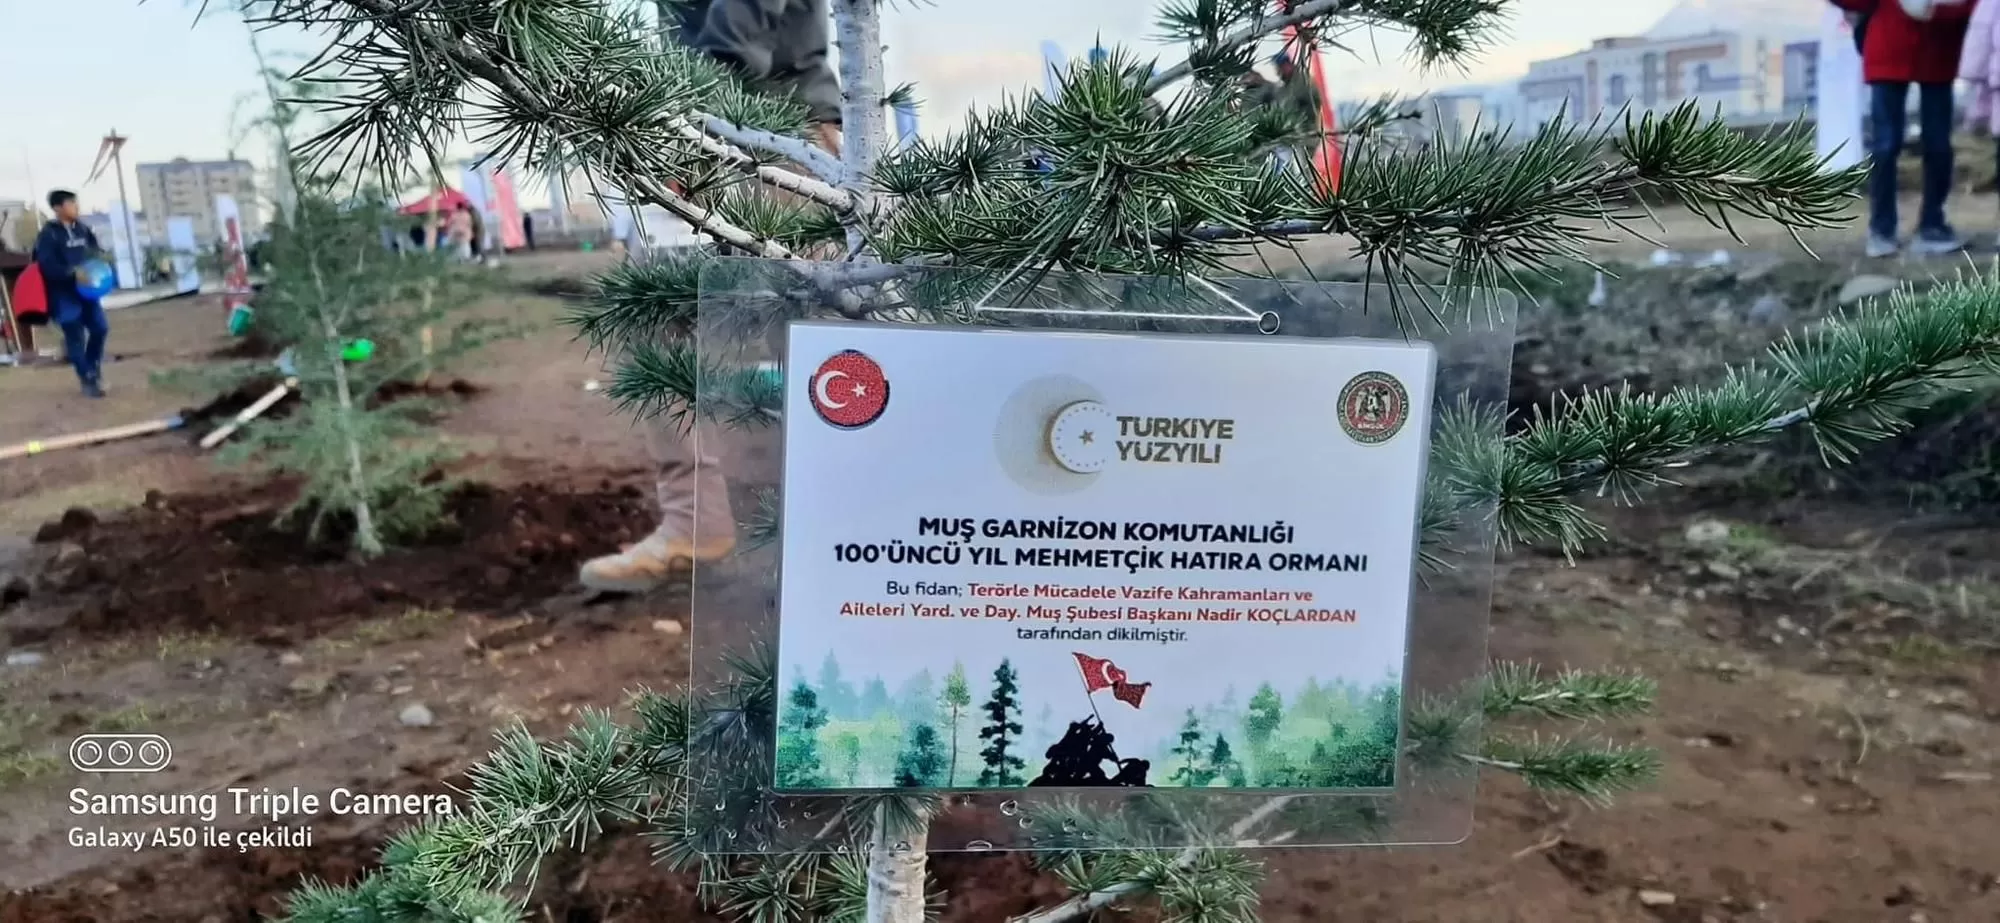 TÜRKİYE
YÜZYILI
MUŞ GARNİZON KOMUTANLIĞI
100'ÜNCÜ YIL MEHMETÇİK HATIRA ORMANI
Bu fidan; Terörle Mücadele Vazife Kahramanları ve
Aileleri Yard. ve Day. Muş Şubesi Başkanı Nadir KOÇLARDAN
tarafından dikilmiştir.
Samsung Triple Camera
Galaxy A50 ile çekildi